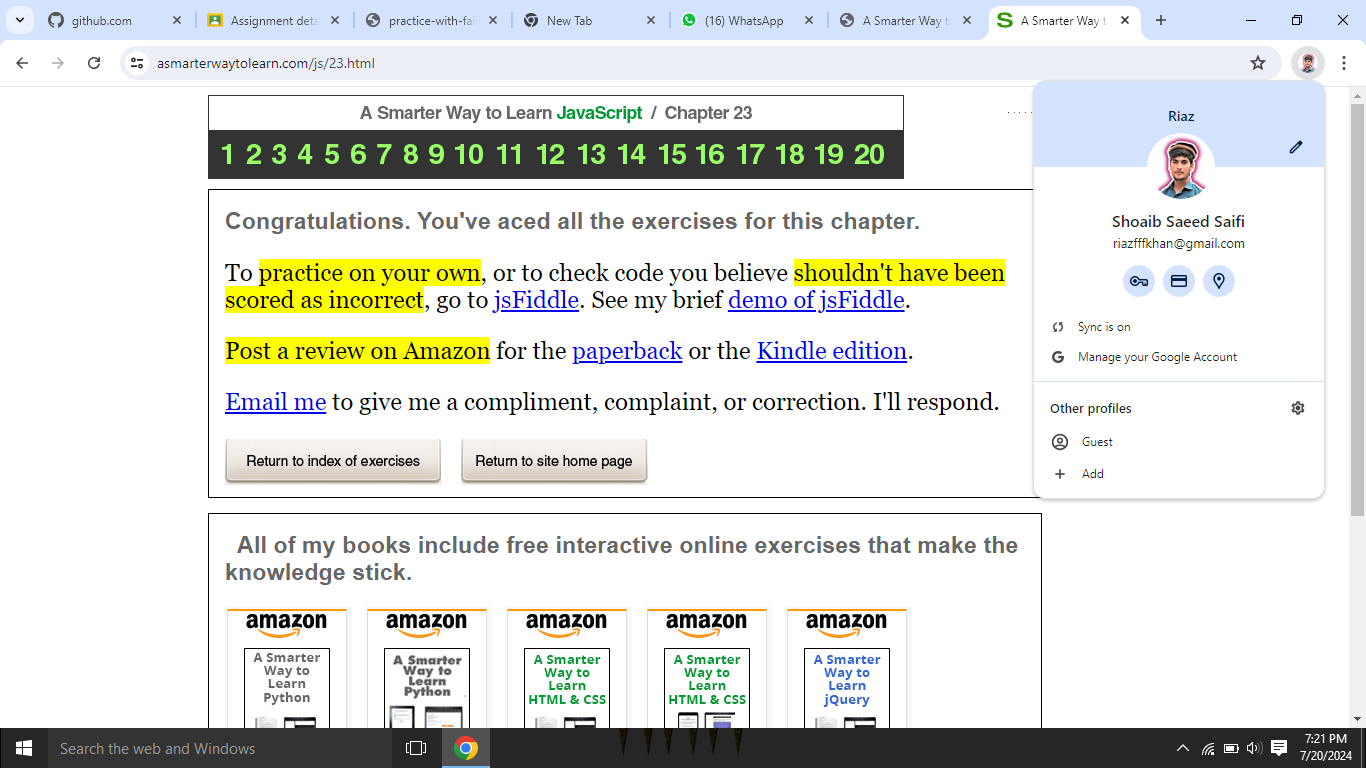 github.com
Assignment deta
practice-with-fai
New Tab
(16) WhatsApp
A Smarter Way t
A Smarter Way t
asmarterwaytolearn.com/js/23.html
A Smarter Way to Learn JavaScript / Chapter 23
1 2 3 4 5 6 7 8 9 10 11 12 13 14 15 16 17 18 19 20
Congratulations. You've aced all the exercises for this chapter.
To practice on your own, or to check code you believe shouldn't have been
scored as incorrect, go to jsFiddle. See my brief demo of jsFiddle.
Post a review on Amazon for the paperback or the Kindle edition.
Email me to give me a compliment, complaint, or correction. I'll respond.
Return to index of exercises
Return to site home page
Riaz
Shoaib Saeed Saifi
riazfffkhan@gmail.com
Sync is on
Manage your Google Account
Other profiles
Guest
Add
All of my books include free interactive online exercises that make the
knowledge stick.
amazon
A Smarter
Way to
Learn
Python
amazon
A Smarter
Way to
Learn
Python
amazon
A Smarter
Way to
Learn
HTML & CSS
amazon
A Smarter
Way to
Learn
HTML & CSS
amazon
A Smarter
Way to
Learn
jQuery
Search the web and Windows
7:21 PM
7/20/2024